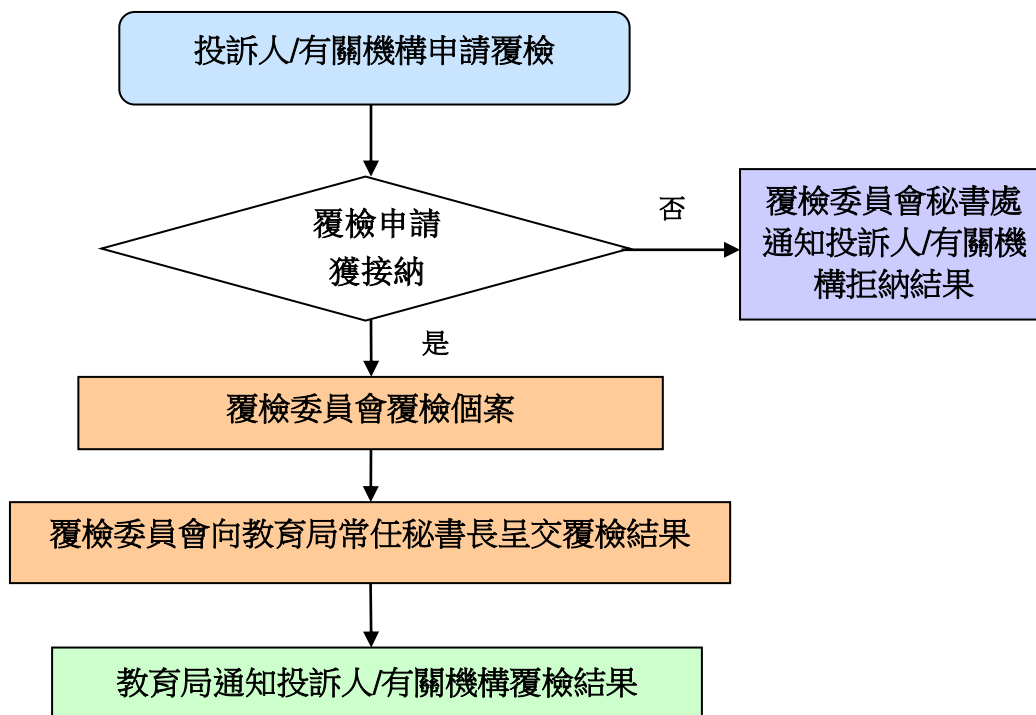 投訴人/有關機構申請覆檢
覆檢申請
獲接納
否
覆檢委員會秘書處
通知投訴人/有關機
構拒納結果
是
覆檢委員會覆檢個案
覆檢委員會向教育局常任秘書長呈交覆檢結果
教育局通知投訴人/有關機構覆檢結果